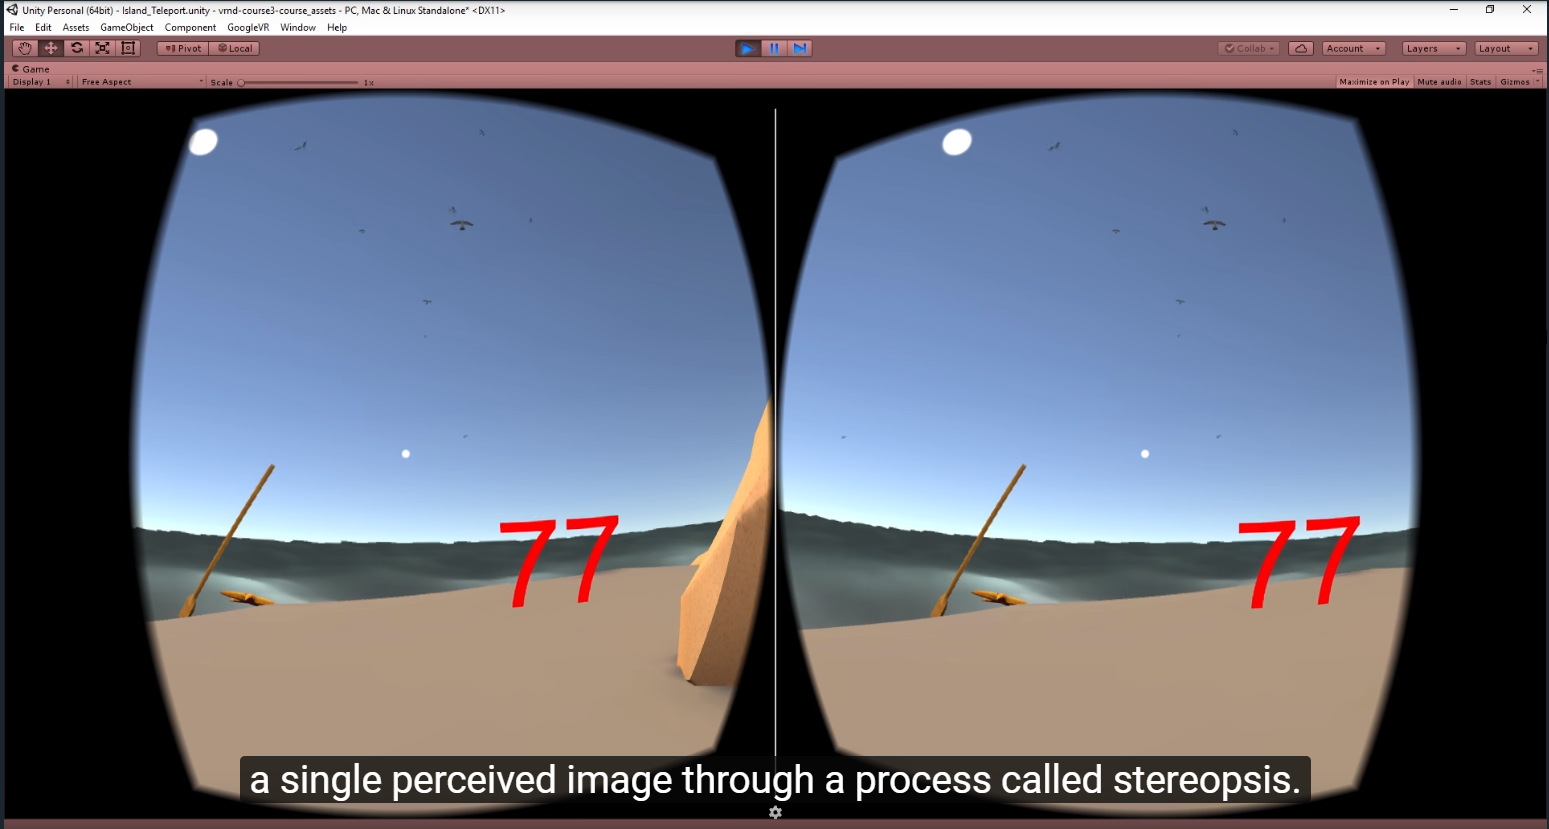 Unity Personal (64bit) - Island_Teleport.unity - vrnd-course3-course_assets - PC, Mac & Linux Standalone* <DX11>
File Edit Assets GameObject Component GoogleVR Window Help
Pivot Local Collab Account Layers Layout
Game
Display 1 Free Aspect Scale 1x Maximize on Play Mute audio Stats Gizmos
77 77
a single perceived image through a process called stereopsis.